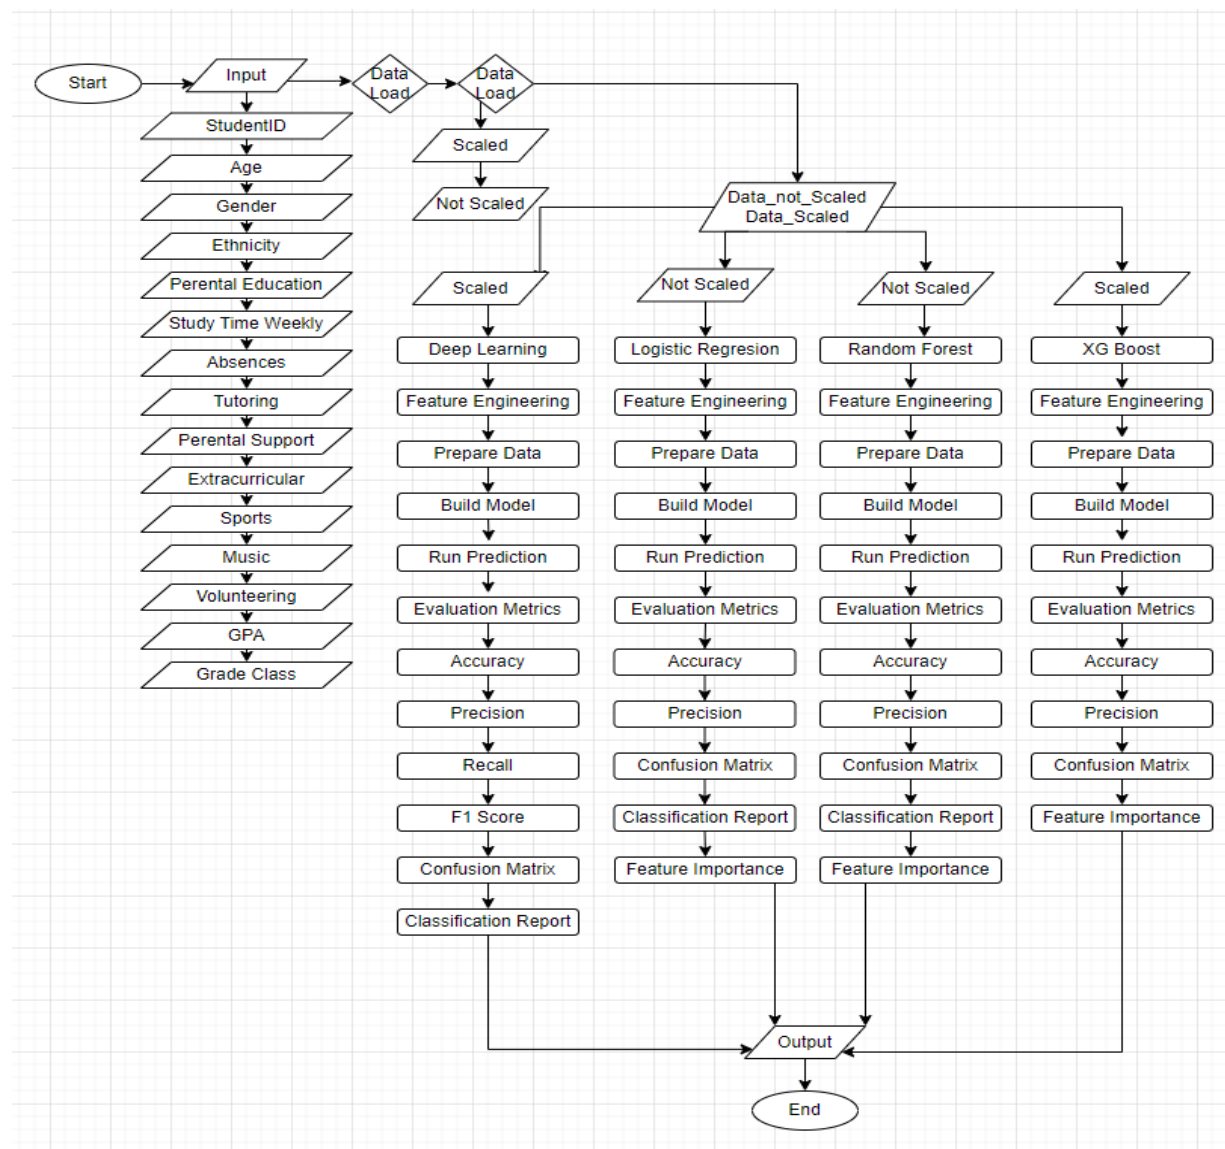 Start
Input
Data
Load
Data
Load
StudentID
Age
Gender
Ethnicity
Perental Education
Study Time Weekly
Absences
Tutoring
Perental Support
Extracurricular
Sports
Music
Volunteering
GPA
Grade Class
Scaled
Not Scaled
Data_not_Scaled
Data_Scaled
Scaled
Deep Learning
Feature Engineering
Prepare Data
Build Model
Run Prediction
Evaluation Metrics
Accuracy
Precision
Recall
F1 Score
Confusion Matrix
Classification Report
Not Scaled
Logistic Regresion
Feature Engineering
Prepare Data
Build Model
Run Prediction
Evaluation Metrics
Accuracy
Precision
Confusion Matrix
Classification Report
Feature Importance
Not Scaled
Random Forest
Feature Engineering
Prepare Data
Build Model
Run Prediction
Evaluation Metrics
Accuracy
Precision
Confusion Matrix
Classification Report
Feature Importance
Scaled
XG Boost
Feature Engineering
Prepare Data
Build Model
Run Prediction
Evaluation Metrics
Accuracy
Precision
Confusion Matrix
Feature Importance
Output
End